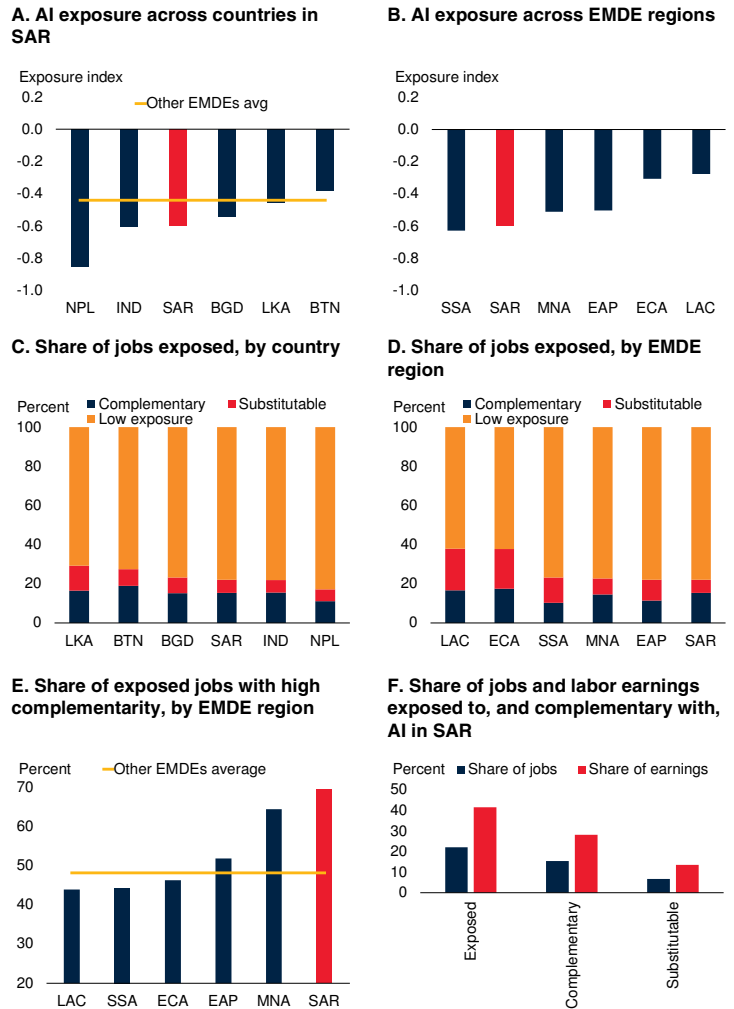 A. AI exposure across countries in
SAR
Exposure index
Other EMDEs avg
0.2
0.0
-0.2
-0.4
-0.6
-0.8
-1.0
NPL IND SAR BGD LKA BTN
B. AI exposure across EMDE regions
Exposure index
0.2
0.0
-0.2
-0.4
-0.6
-0.8
-1.0
SSA SAR MNA EAP ECA LAC
C. Share of jobs exposed, by country
Percent
Complementary Substitutable
Low exposure
100
80
60
40
20
0
LKA BTN BGD SAR IND NPL
D. Share of jobs exposed, by EMDE
region
Percent
Complementary Substitutable
Low exposure
100
80
60
40
20
0
LAC ECA SSA MNA EAP SAR
E. Share of exposed jobs with high
complementarity, by EMDE region
Percent
Other EMDEs average
70
60
50
40
30
20
LAC SSA ECA EAP MNA SAR
F. Share of jobs and labor earnings
exposed to, and complementary with,
AI in SAR
Percent
Share of jobs Share of earnings
50
40
30
20
10
0
Exposed
Complementary
Substitutable